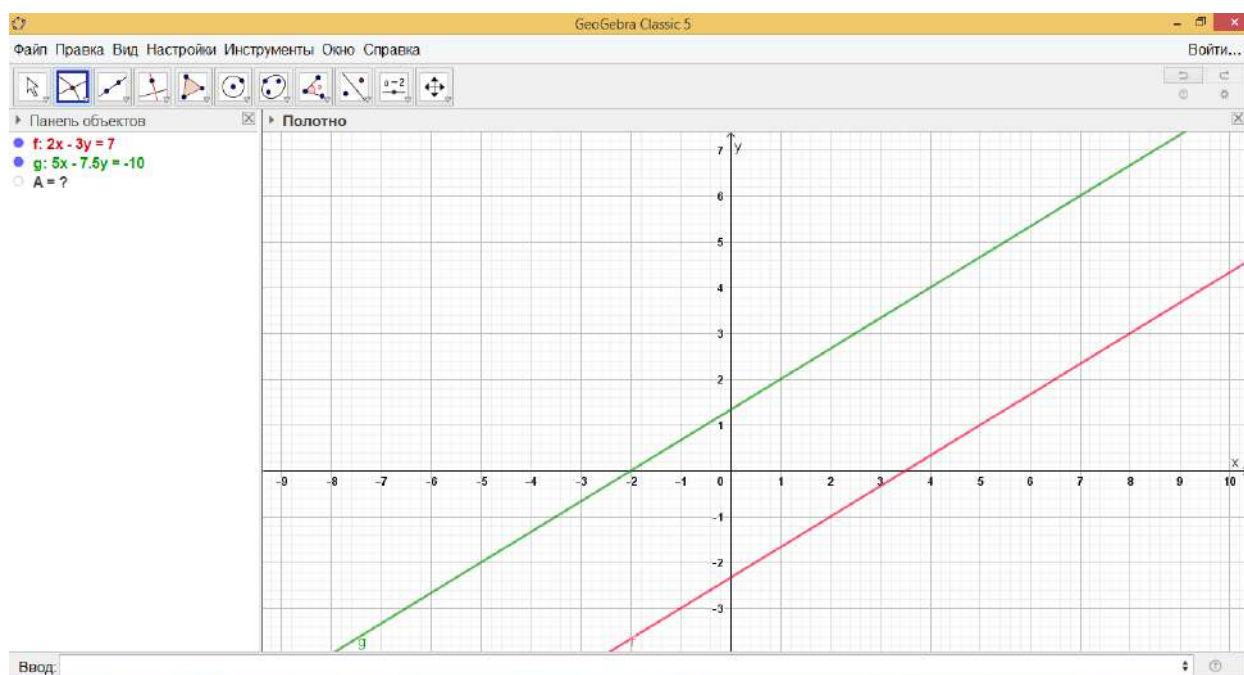 GeoGebra Classic 5
Файл Правка Вид Настройки Инструменты Окно Справка
Войти...
a=2
Панель объектов
Полотно
f: 2x - 3y = 7
g: 5x - 7.5y = -10
A = ?
y
7
6
5
4
3
2
1
-9 -8 -7 -6 -5 -4 -3 -2 -1 0 1 2 3 4 5 6 7 8 9 10
x
-1
-2
-3
g
f
Ввод: